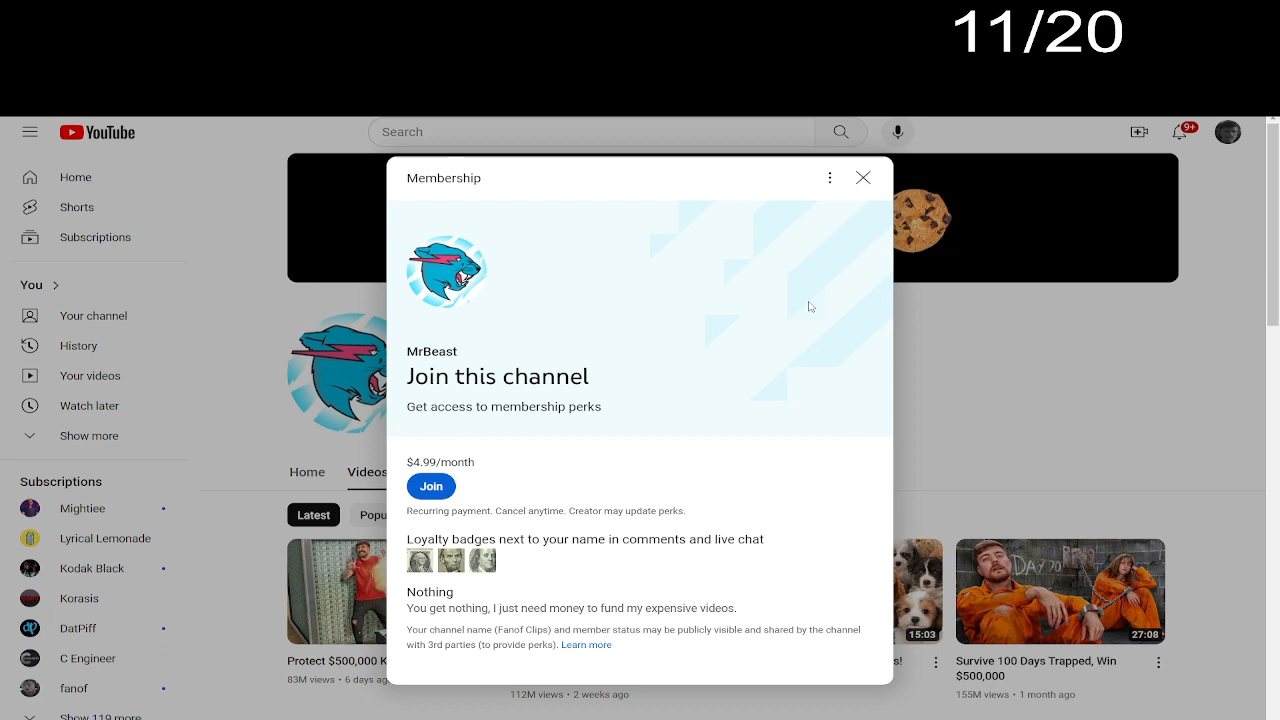 11/20
YouTube
Search
9+
Home
Shorts
Subscriptions
You
Your channel
History
Your videos
Watch later
Show more
Subscriptions
Mightiee
Lyrical Lemonade
Kodak Black
Korasis
DatPiff
C Engineer
fanof
Show 119 more
Membership
MrBeast
Join this channel
Get access to membership perks
$4.99/month
Join
Recurring payment. Cancel anytime. Creator may update perks.
Loyalty badges next to your name in comments and live chat
Nothing
You get nothing, I just need money to fund my expensive videos.
Your channel name (Fanof Clips) and member status may be publicly visible and shared by the channel
with 3rd parties (to provide perks). Learn more
Home
Videos
Latest
Popu
Protect $500,000 K
83M views • 6 days ag
112M views • 2 weeks ago
15:03
s!
DAY 70
27:08
Survive 100 Days Trapped, Win
$500,000
155M views • 1 month ago